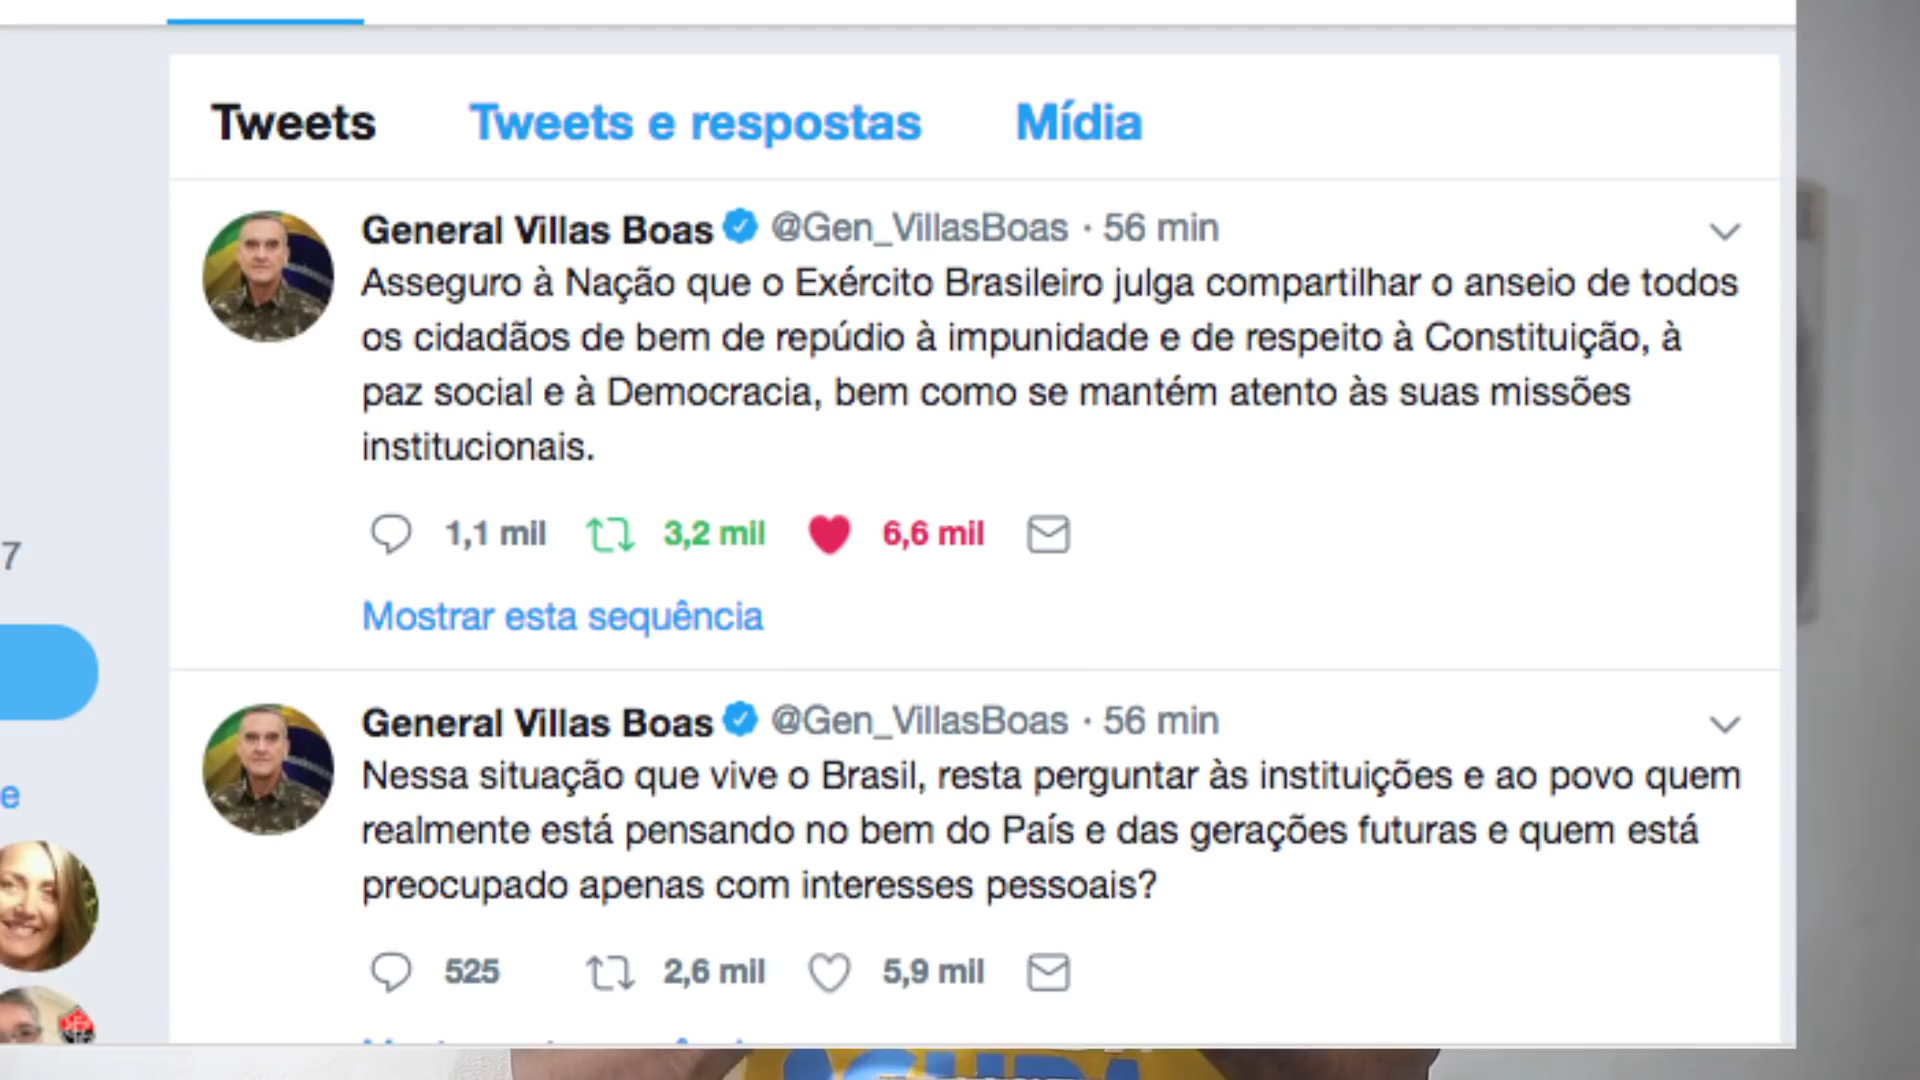 Tweets Tweets e respostas Mídia
General Villas Boas @Gen_VillasBoas · 56 min
Asseguro à Nação que o Exército Brasileiro julga compartilhar o anseio de todos
os cidadãos de bem de repúdio à impunidade e de respeito à Constituição, à
paz social e à Democracia, bem como se mantém atento às suas missões
institucionais.
1,1 mil 3,2 mil 6,6 mil
7
Mostrar esta sequência
General Villas Boas @Gen_VillasBoas · 56 min
Nessa situação que vive o Brasil, resta perguntar às instituições e ao povo quem
e
realmente está pensando no bem do País e das gerações futuras e quem está
preocupado apenas com interesses pessoais?
525 2,6 mil 5,9 mil